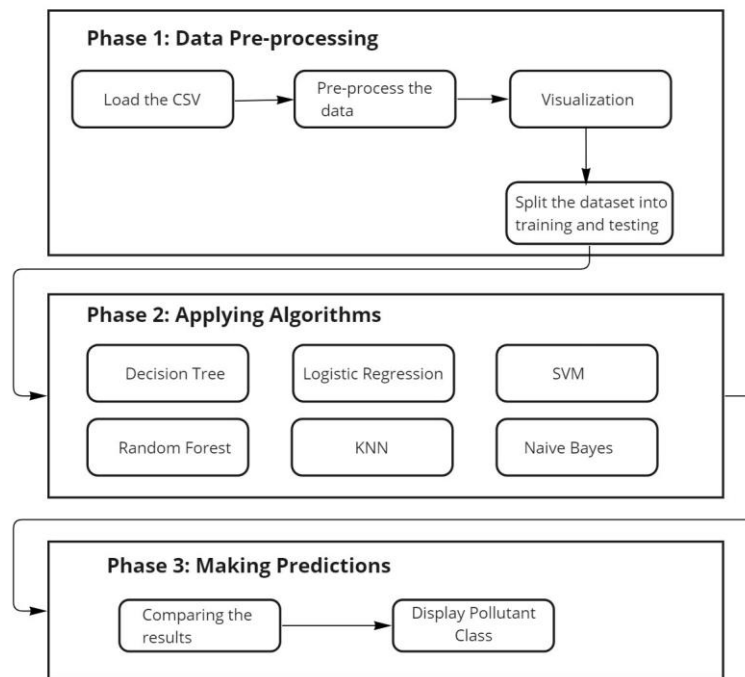 Phase 1: Data Pre-processing
Load the CSV
Pre-process the
data
Visualization
Split the dataset into
training and testing
Phase 2: Applying Algorithms
Decision Tree
Logistic Regression
SVM
Random Forest
KNN
Naive Bayes
Phase 3: Making Predictions
Comparing the
results
Display Pollutant
Class